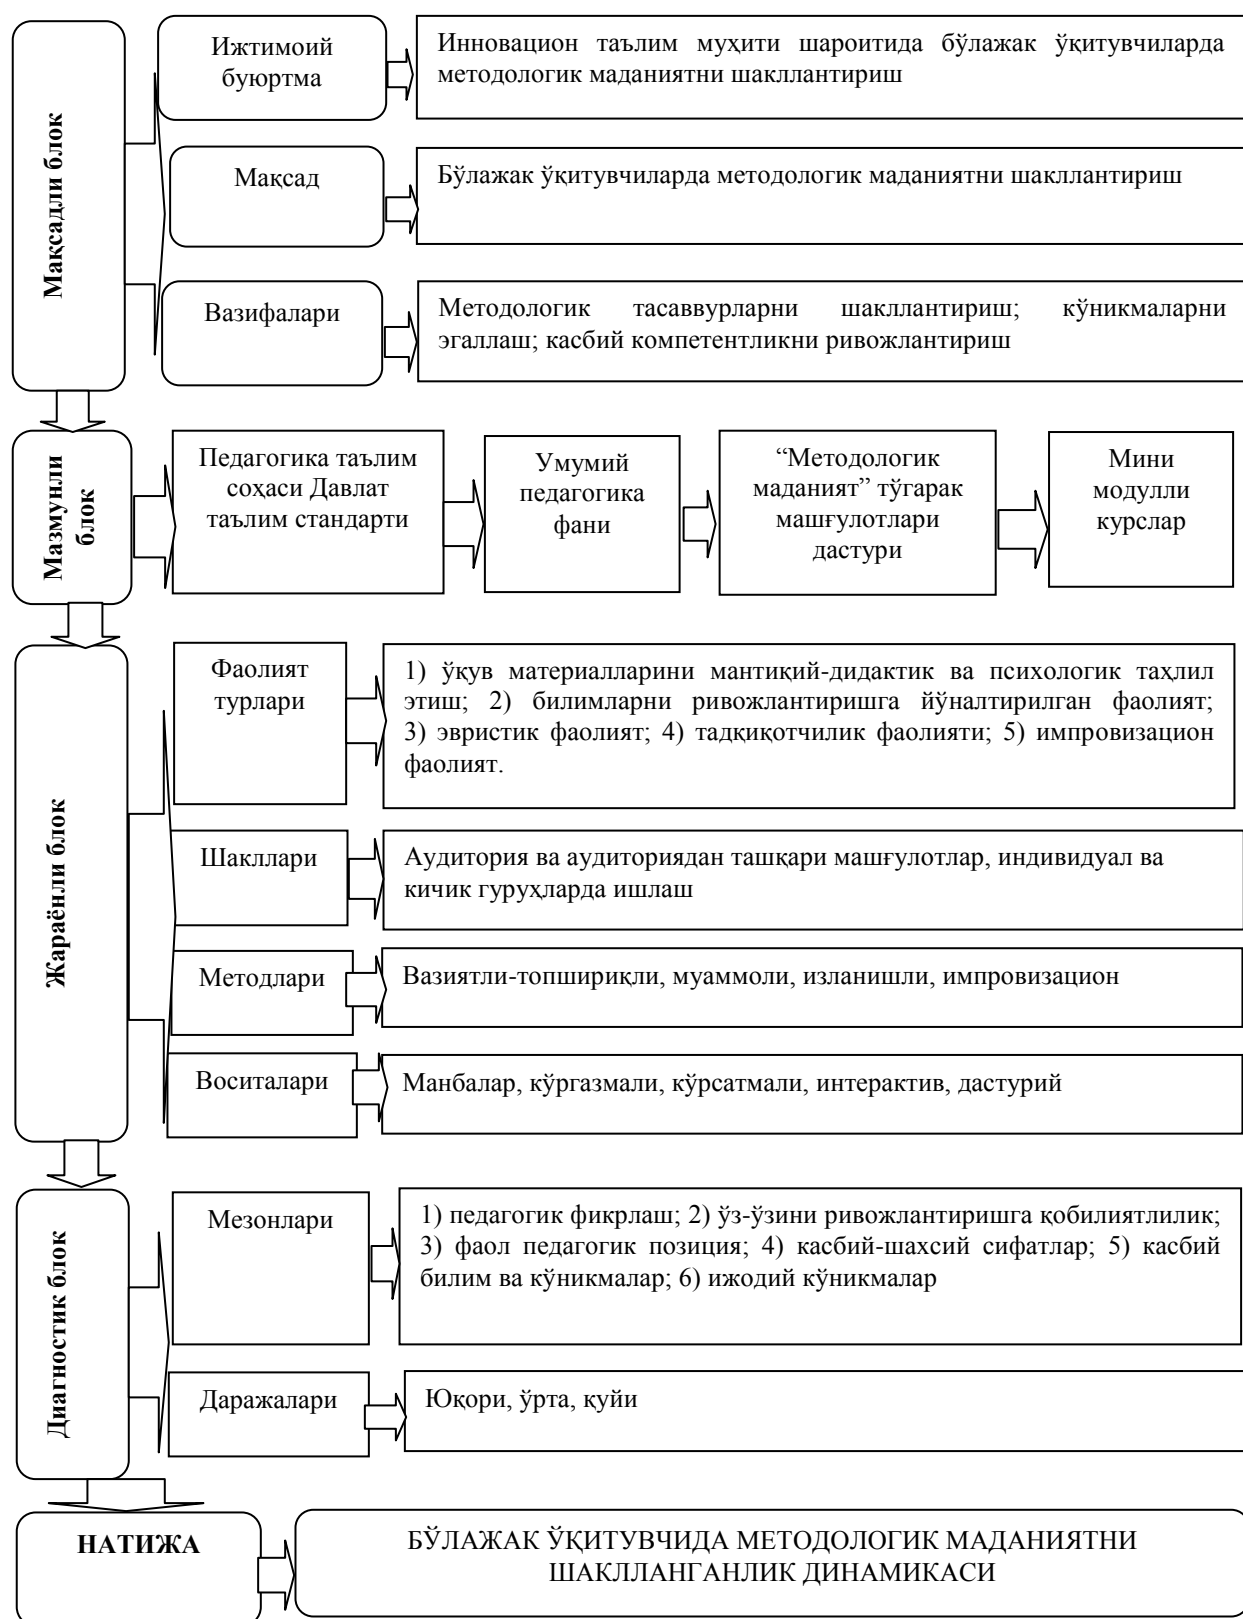 Мақсадли блок
Ижтимоий
буюртма
Инновацион таълим муҳити шароитида бўлажак ўқитувчиларда
методологик маданиятни шакллантириш
Мақсад
Бўлажак ўқитувчиларда методологик маданиятни шакллантириш
Вазифалари
Методологик тасаввурларни шакллантириш; кўникмаларни
эгаллаш; касбий компетентликни ривожлантириш
Мазмунли
блок
Педагогика таълим
соҳаси Давлат
таълим стандарти
Умумий
педагогика
фани
“Методологик
маданият” тўгарак
машғулотлари
дастури
Мини
модулли
курслар
Жараёнли блок
Фаолият
турлари
1) ўқув материалларини мантиқий-дидактик ва психологик таҳлил
этиш; 2) билимларни ривожлантиришга йўналтирилган фаолият;
3) эвристик фаолият; 4) тадқиқотчилик фаолияти; 5) импровизацион
фаолият.
Шакллари
Аудитория ва аудиториядан ташқари машғулотлар, индивидуал ва
кичик гуруҳларда ишлаш
Методлари
Вазиятли-топшириқли, муаммоли, изланишли, импровизацион
Воситалари
Манбалар, кўргазмали, кўрсатмали, интерактив, дастурий
Диагностик блок
Мезонлари
1) педагогик фикрлаш; 2) ўз-ўзини ривожлантиришга қобилиятлилик;
3) фаол педагогик позиция; 4) касбий-шахсий сифатлар; 5) касбий
билим ва кўникмалар; 6) ижодий кўникмалар
Даражалари
Юқори, ўрта, қуйи
НАТИЖА
БЎЛАЖАК ЎҚИТУВЧИДА МЕТОДОЛОГИК МАДАНИЯТНИ
ШАКЛЛАНГАНЛИК ДИНАМИКАСИ